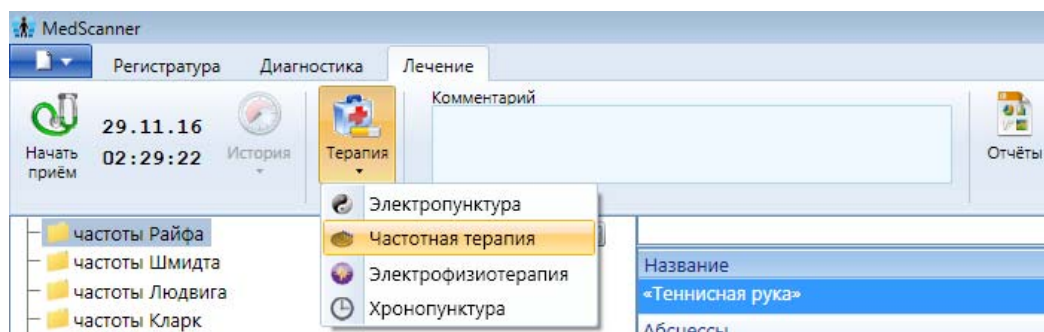 MedScanner
Регистратура Диагностика Лечение
Начать приём
29.11.16
02:29:22
История
Терапия
Комментарий
Отчёты
Электропунктура
Частотная терапия
Электрофизиотерапия
Хронопунктура
частоты Райфа
частоты Шмидта
частоты Людвига
частоты Кларк
Название
«Теннисная рука»
Абсцессы